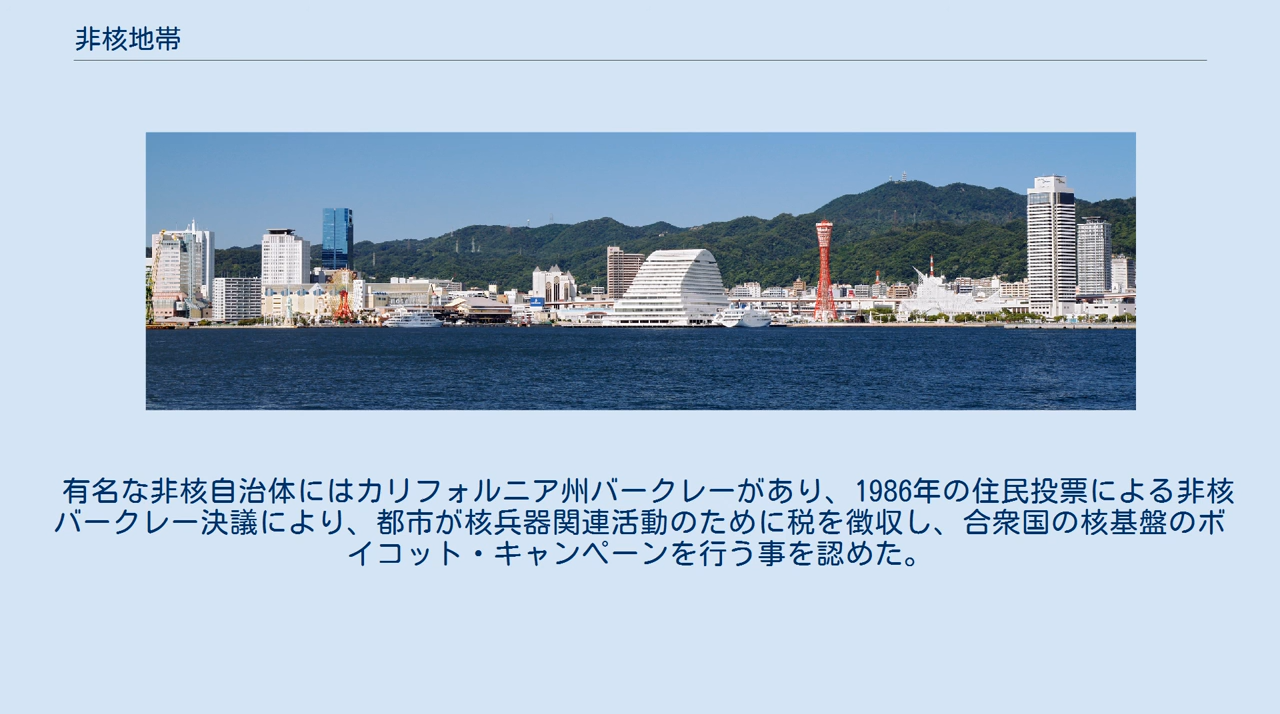 非核地帯
有名な非核自治体にはカリフォルニア州バークレーがあり、1986年の住民投票による非核
バークレー決議により、都市が核兵器関連活動のために税を徴収し、合衆国の核基盤のボ
イコット・キャンペーンを行う事を認めた。